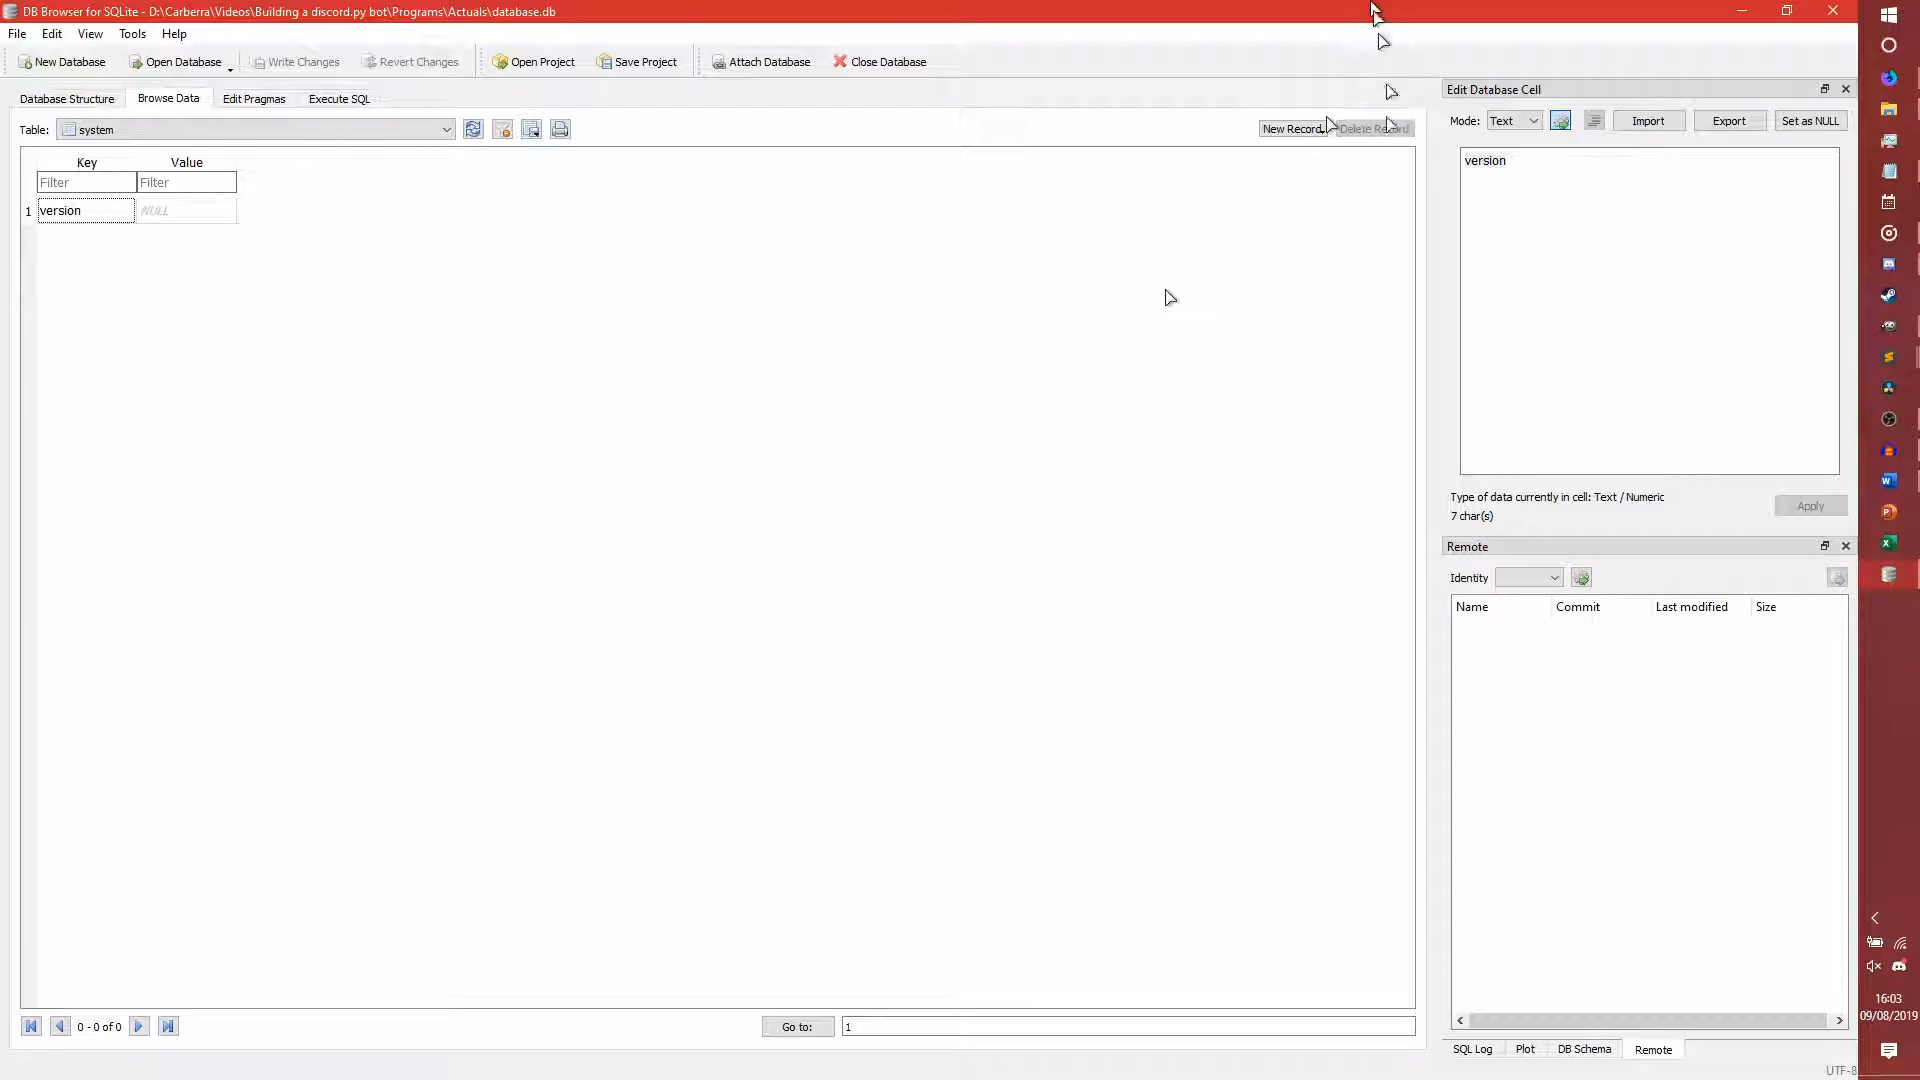 DB Browser for SQLite - D:\Carberra\Videos\Building a discord.py bot\Programs\Actuals\database.db
File Edit View Tools Help
New Database Open Database Write Changes Revert Changes Open Project Save Project Attach Database Close Database
Database Structure Browse Data Edit Pragmas Execute SQL
Table: system New Record Delete Record
Key Value
Filter Filter
1 version NULL
0 - 0 of 0 Go to: 1
Edit Database Cell
Mode: Text Import Export Set as NULL
version
Type of data currently in cell: Text / Numeric
7 char(s)
Apply
Remote
Identity
Name Commit Last modified Size
SQL Log Plot DB Schema Remote
UTF-8
16:03
09/08/2019